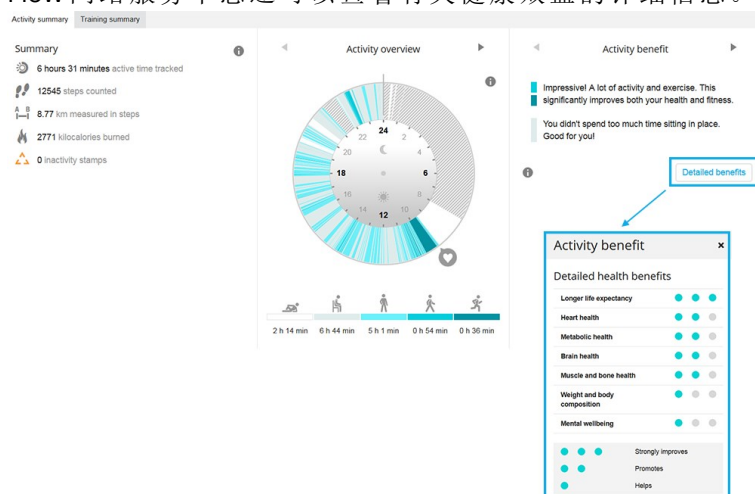 Flow
Activity summary Training summary
Summary
6 hours 31 minutes active time tracked
12545 steps counted
A B
8.77 km measured in steps
2771 kilocalories burned
0 inactivity stamps
Activity overview
24
2
4
6
8
10
12
14
16
18
20
22
2 h 14 min 6 h 44 min 5 h 1 min 0 h 54 min 0 h 36 min
Activity benefit
Impressive! A lot of activity and exercise. This
significantly improves both your health and fitness.
You didn't spend too much time sitting in place.
Good for you!
Detailed benefits
Activity benefit ×
Detailed health benefits
Longer life expectancy
Heart health
Metabolic health
Brain health
Muscle and bone health
Weight and body
composition
Mental wellbeing
Strongly improves
Promotes
Helps